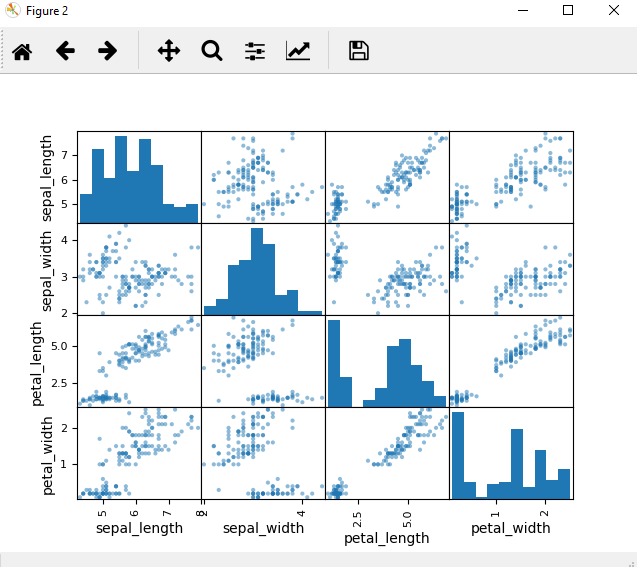 Figure 2
sepal_length
7
6
5
sepal_width
4
3
2
petal_length
5.0
2.5
petal_width
2
1
5 6 7 8 2 4 2.5 5.0 1 2
sepal_length sepal_width petal_length petal_width